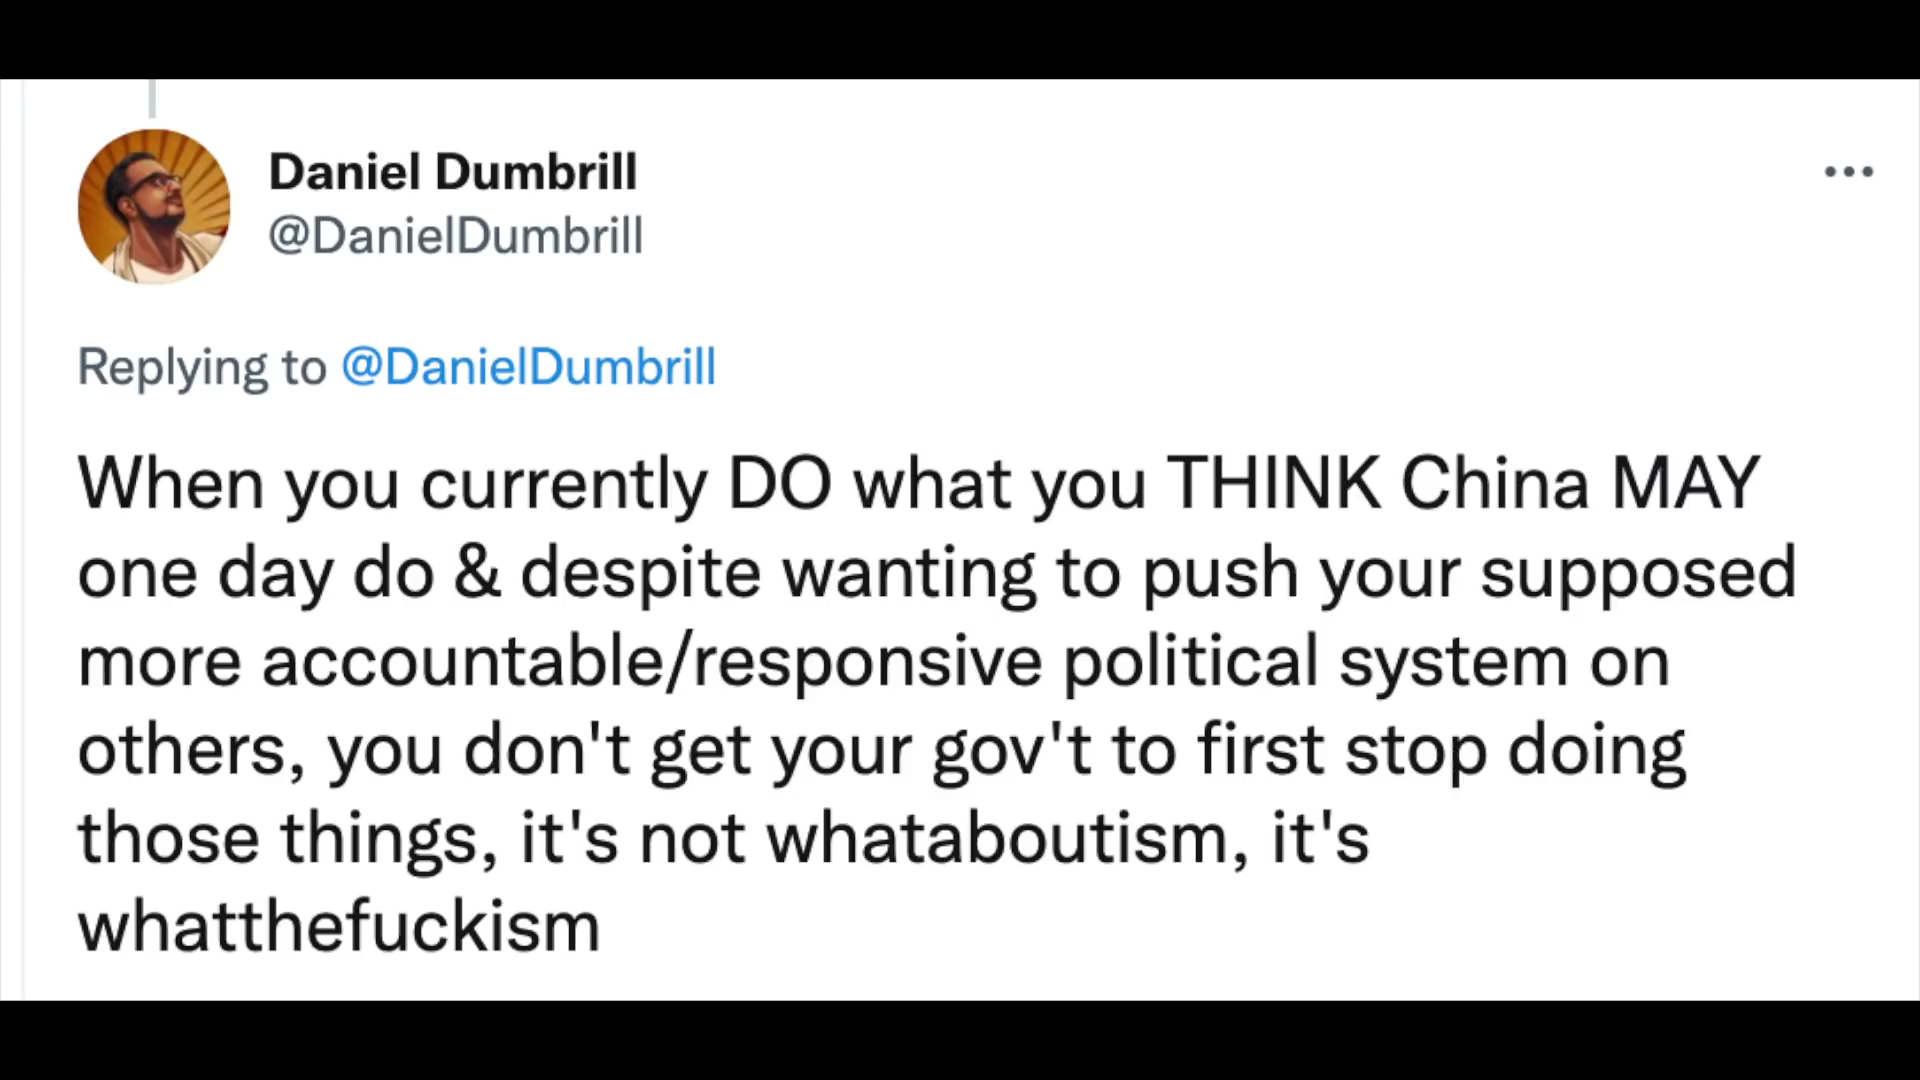 Daniel Dumbrill
@DanielDumbrill
Replying to @DanielDumbrill
When you currently DO what you THINK China MAY
one day do & despite wanting to push your supposed
more accountable/responsive political system on
others, you don't get your gov't to first stop doing
those things, it's not whataboutism, it's
whatthefuckism